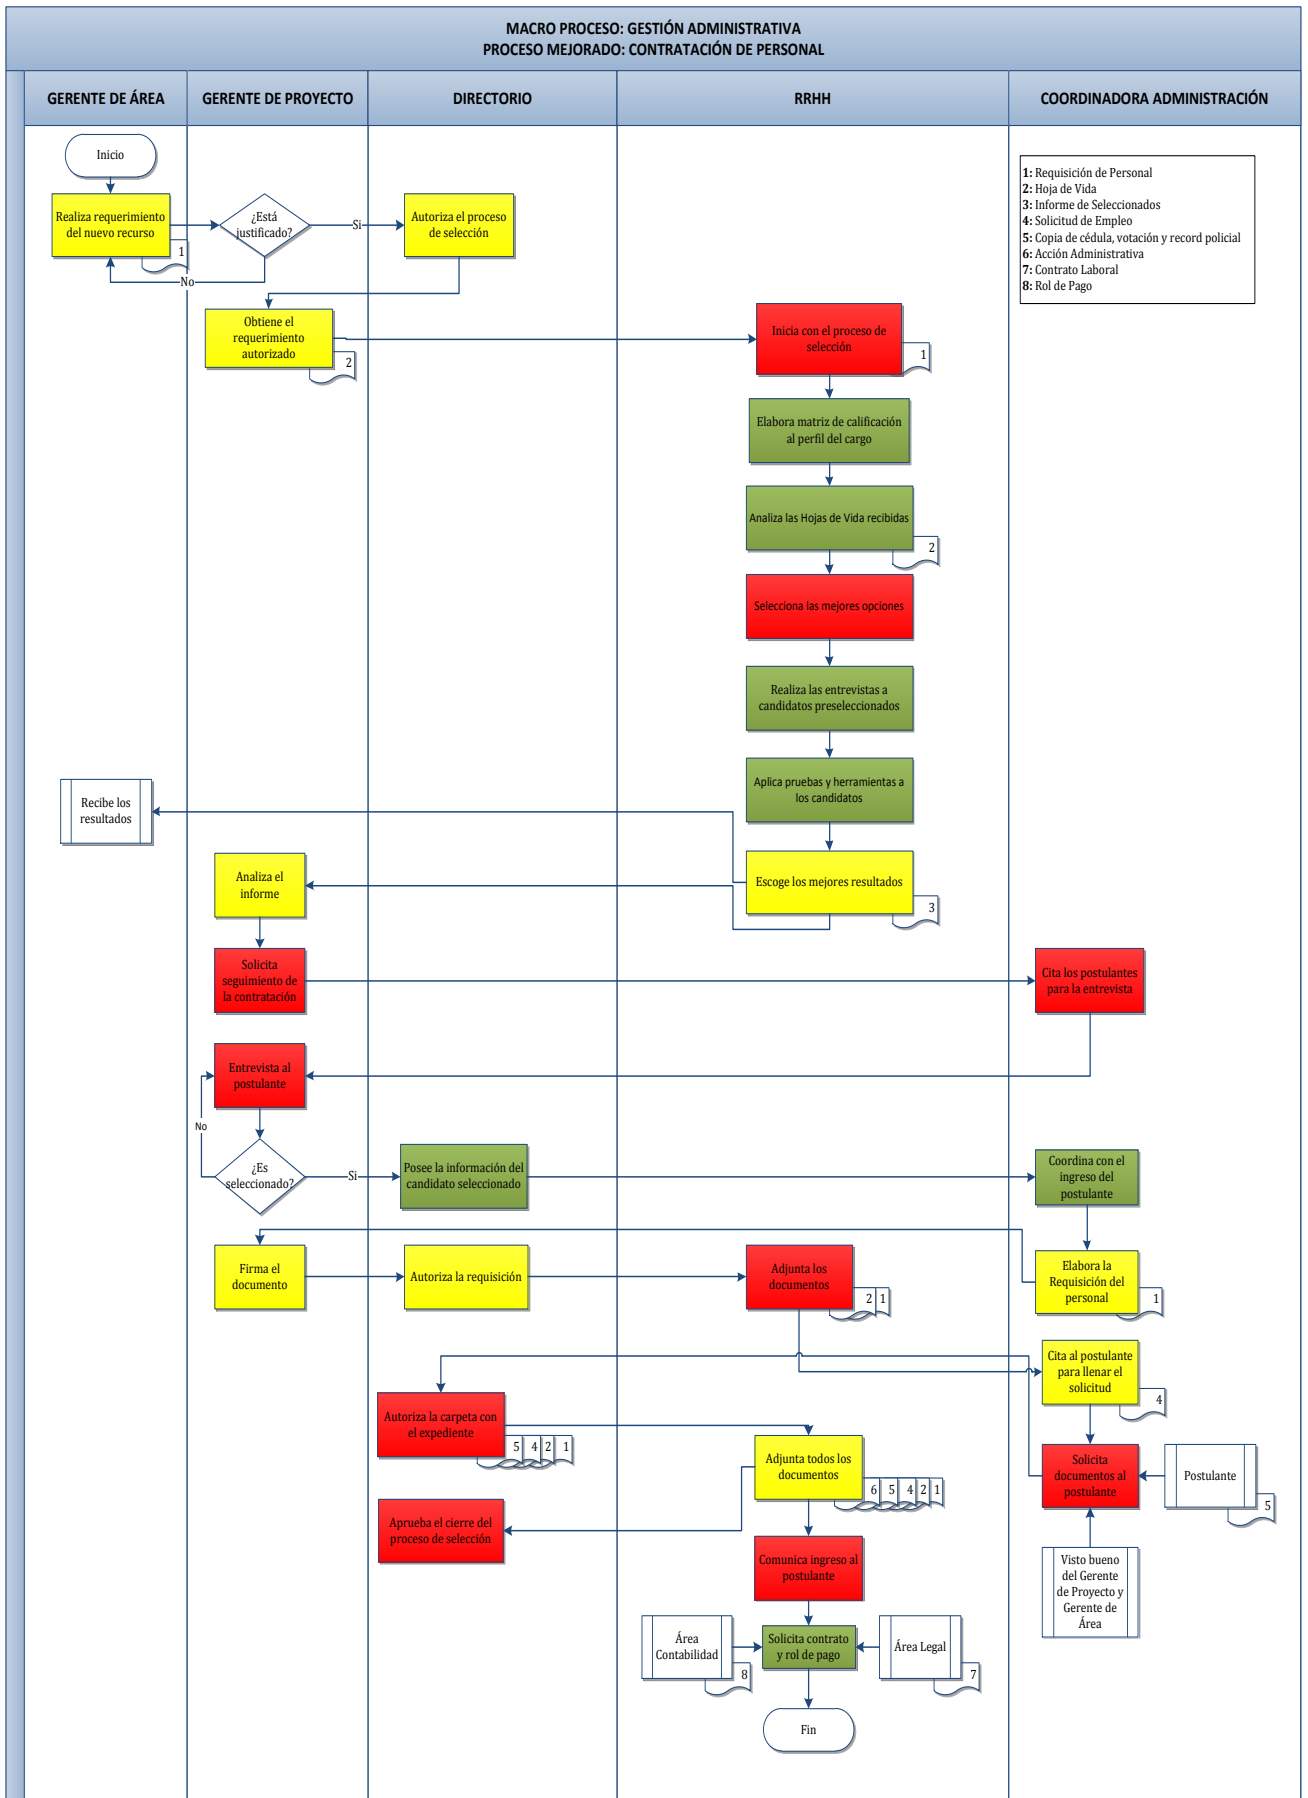 MACRO PROCESO: GESTIÓN ADMINISTRATIVA
PROCESO MEJORADO: CONTRATACIÓN DE PERSONAL
GERENTE DE ÁREA
GERENTE DE PROYECTO
DIRECTORIO
RRHH
COORDINADORA ADMINISTRACIÓN
Inicio
1: Requisición de Personal
2: Hoja de Vida
3: Informe de Seleccionados
4: Solicitud de Empleo
5: Copia de cédula, votación y record policial
6: Acción Administrativa
7: Contrato Laboral
8: Rol de Pago
Realiza requerimiento
del nuevo recurso
1
¿Está
justificado?
Si
No
Autoriza el proceso
de selección
Obtiene el
requerimiento
autorizado
2
Inicia con el proceso de
selección
1
Elabora matriz de calificación
al perfil del cargo
Analiza las Hojas de Vida recibidas
2
Selecciona las mejores opciones
Realiza las entrevistas a
candidatos preseleccionados
Aplica pruebas y herramientas a
los candidatos
Recibe los
resultados
Escoge los mejores resultados
3
Analiza el
informe
Solicita
seguimiento de
la contratación
Cita los postulantes
para la entrevista
Entrevista al
postulante
No
¿Es
seleccionado?
Si
Posee la información del
candidato seleccionado
Coordina con el
ingreso del
postulante
Firma el
documento
Autoriza la requisición
Adjunta los
documentos
2 1
Elabora la
Requisición del
personal
1
Cita al postulante
para llenar el
solicitud
4
Autoriza la carpeta con
el expediente
5 4 2 1
Adjunta todos los
documentos
6 5 4 2 1
Solicita
documentos al
postulante
Postulante
5
Aprueba el cierre del
proceso de selección
Comunica ingreso al
postulante
Visto bueno
del Gerente
de Proyecto y
Gerente de
Área
Área
Contabilidad
8
Solicita contrato
y rol de pago
Área Legal
7
Fin